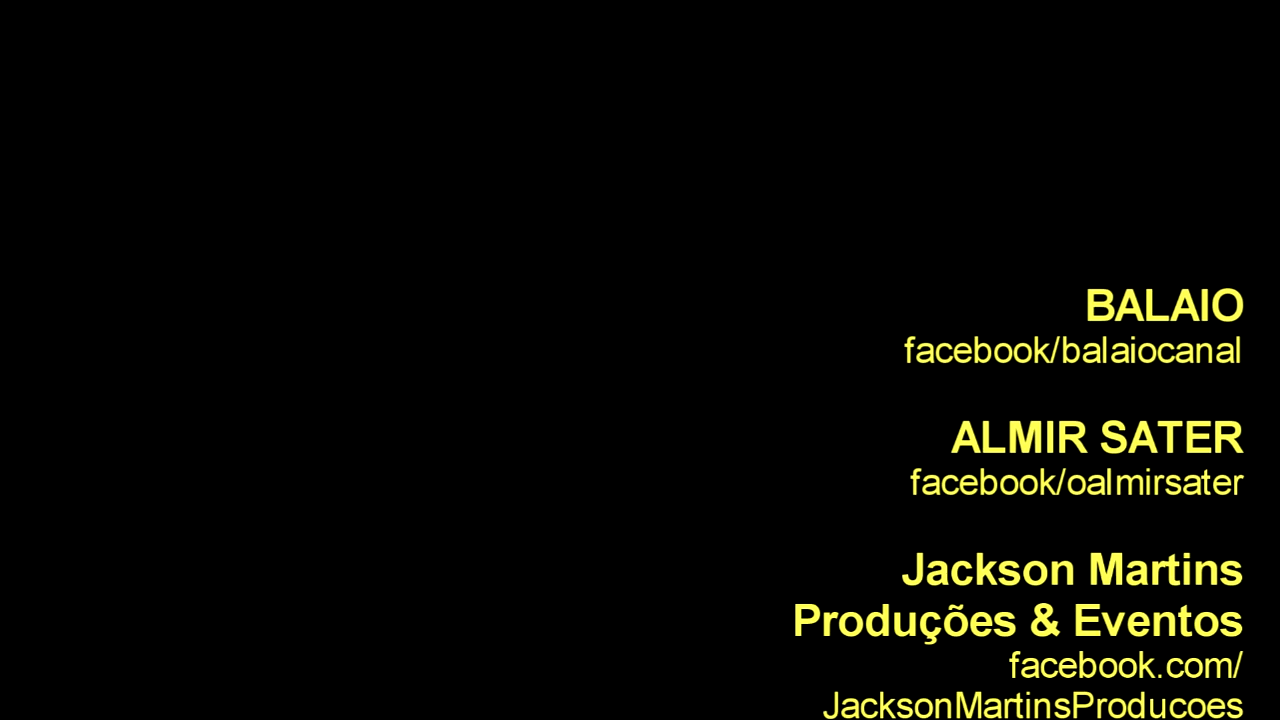 BALAIO
facebook/balaiocanal
ALMIR SATER
facebook/oalmirsater
Jackson Martins
Produções & Eventos
facebook.com/
JacksonMartinsProducoes